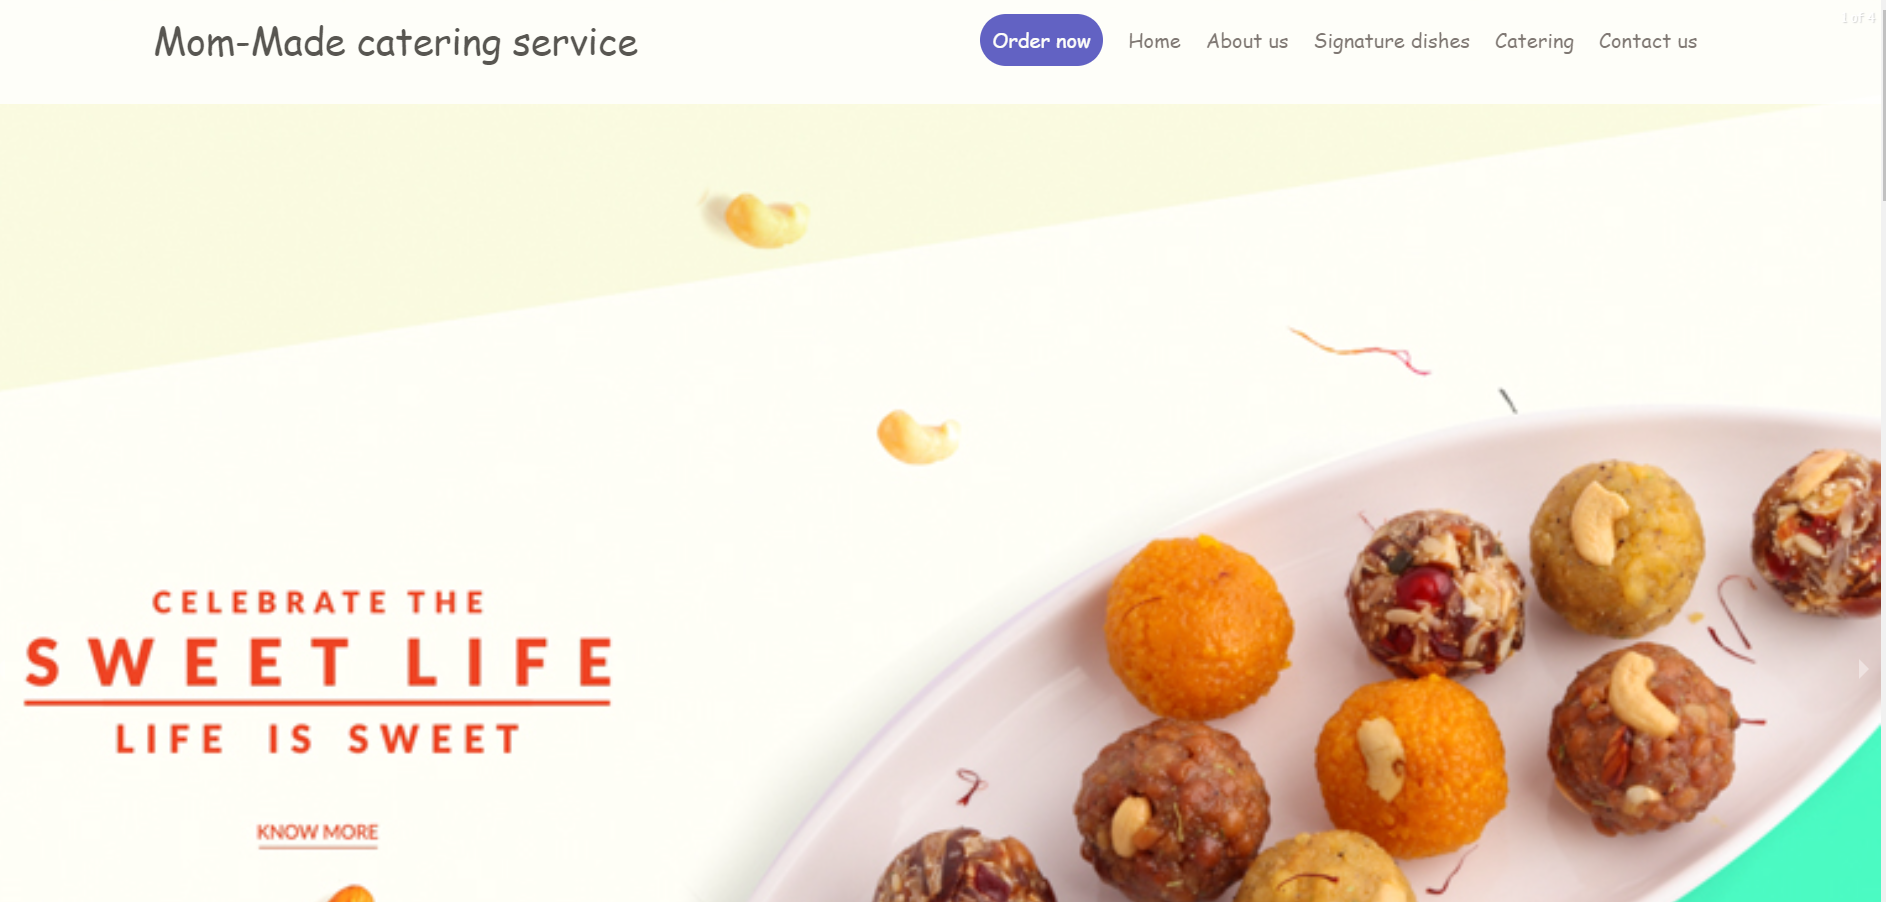 Mom-Made catering service
Order now Home About us Signature dishes Catering Contact us
1 of 4
CELEBRATE THE
SWEET LIFE
LIFE IS SWEET
KNOW MORE